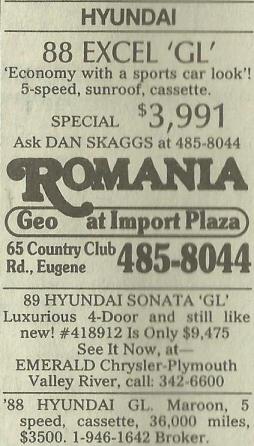 HYUNDAI
88 EXCEL 'GL'
'Economy with a sports car look'!
5-speed, sunroof, cassette.
SPECIAL $3,991
Ask DAN SKAGGS at 485-8044
ROMANIA
Geo at Import Plaza
65 Country Club
Rd., Eugene 485-8044
89 HYUNDAI SONATA 'GL'
Luxurious 4-Door and still like
new! #418912 Is Only $9,475
See It Now, at—
EMERALD Chrysler-Plymouth
Valley River, call: 342-6600
'88 HYUNDAI GL. Maroon, 5
speed, cassette, 36,000 miles,
$3500. 1-946-1642 Broker.